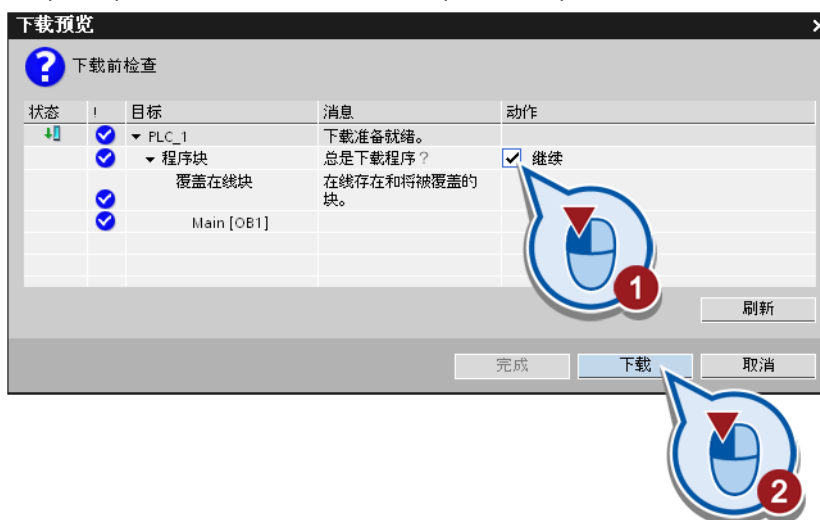 下载预览
下载前检查
状态 ! 目标 消息 动作
PLC_1 下载准备就绪。
程序块 总是下载程序? 继续
覆盖在线块 在线存在和将被覆盖的
块。
Main [OB1]
1
刷新
完成 下载 取消
2